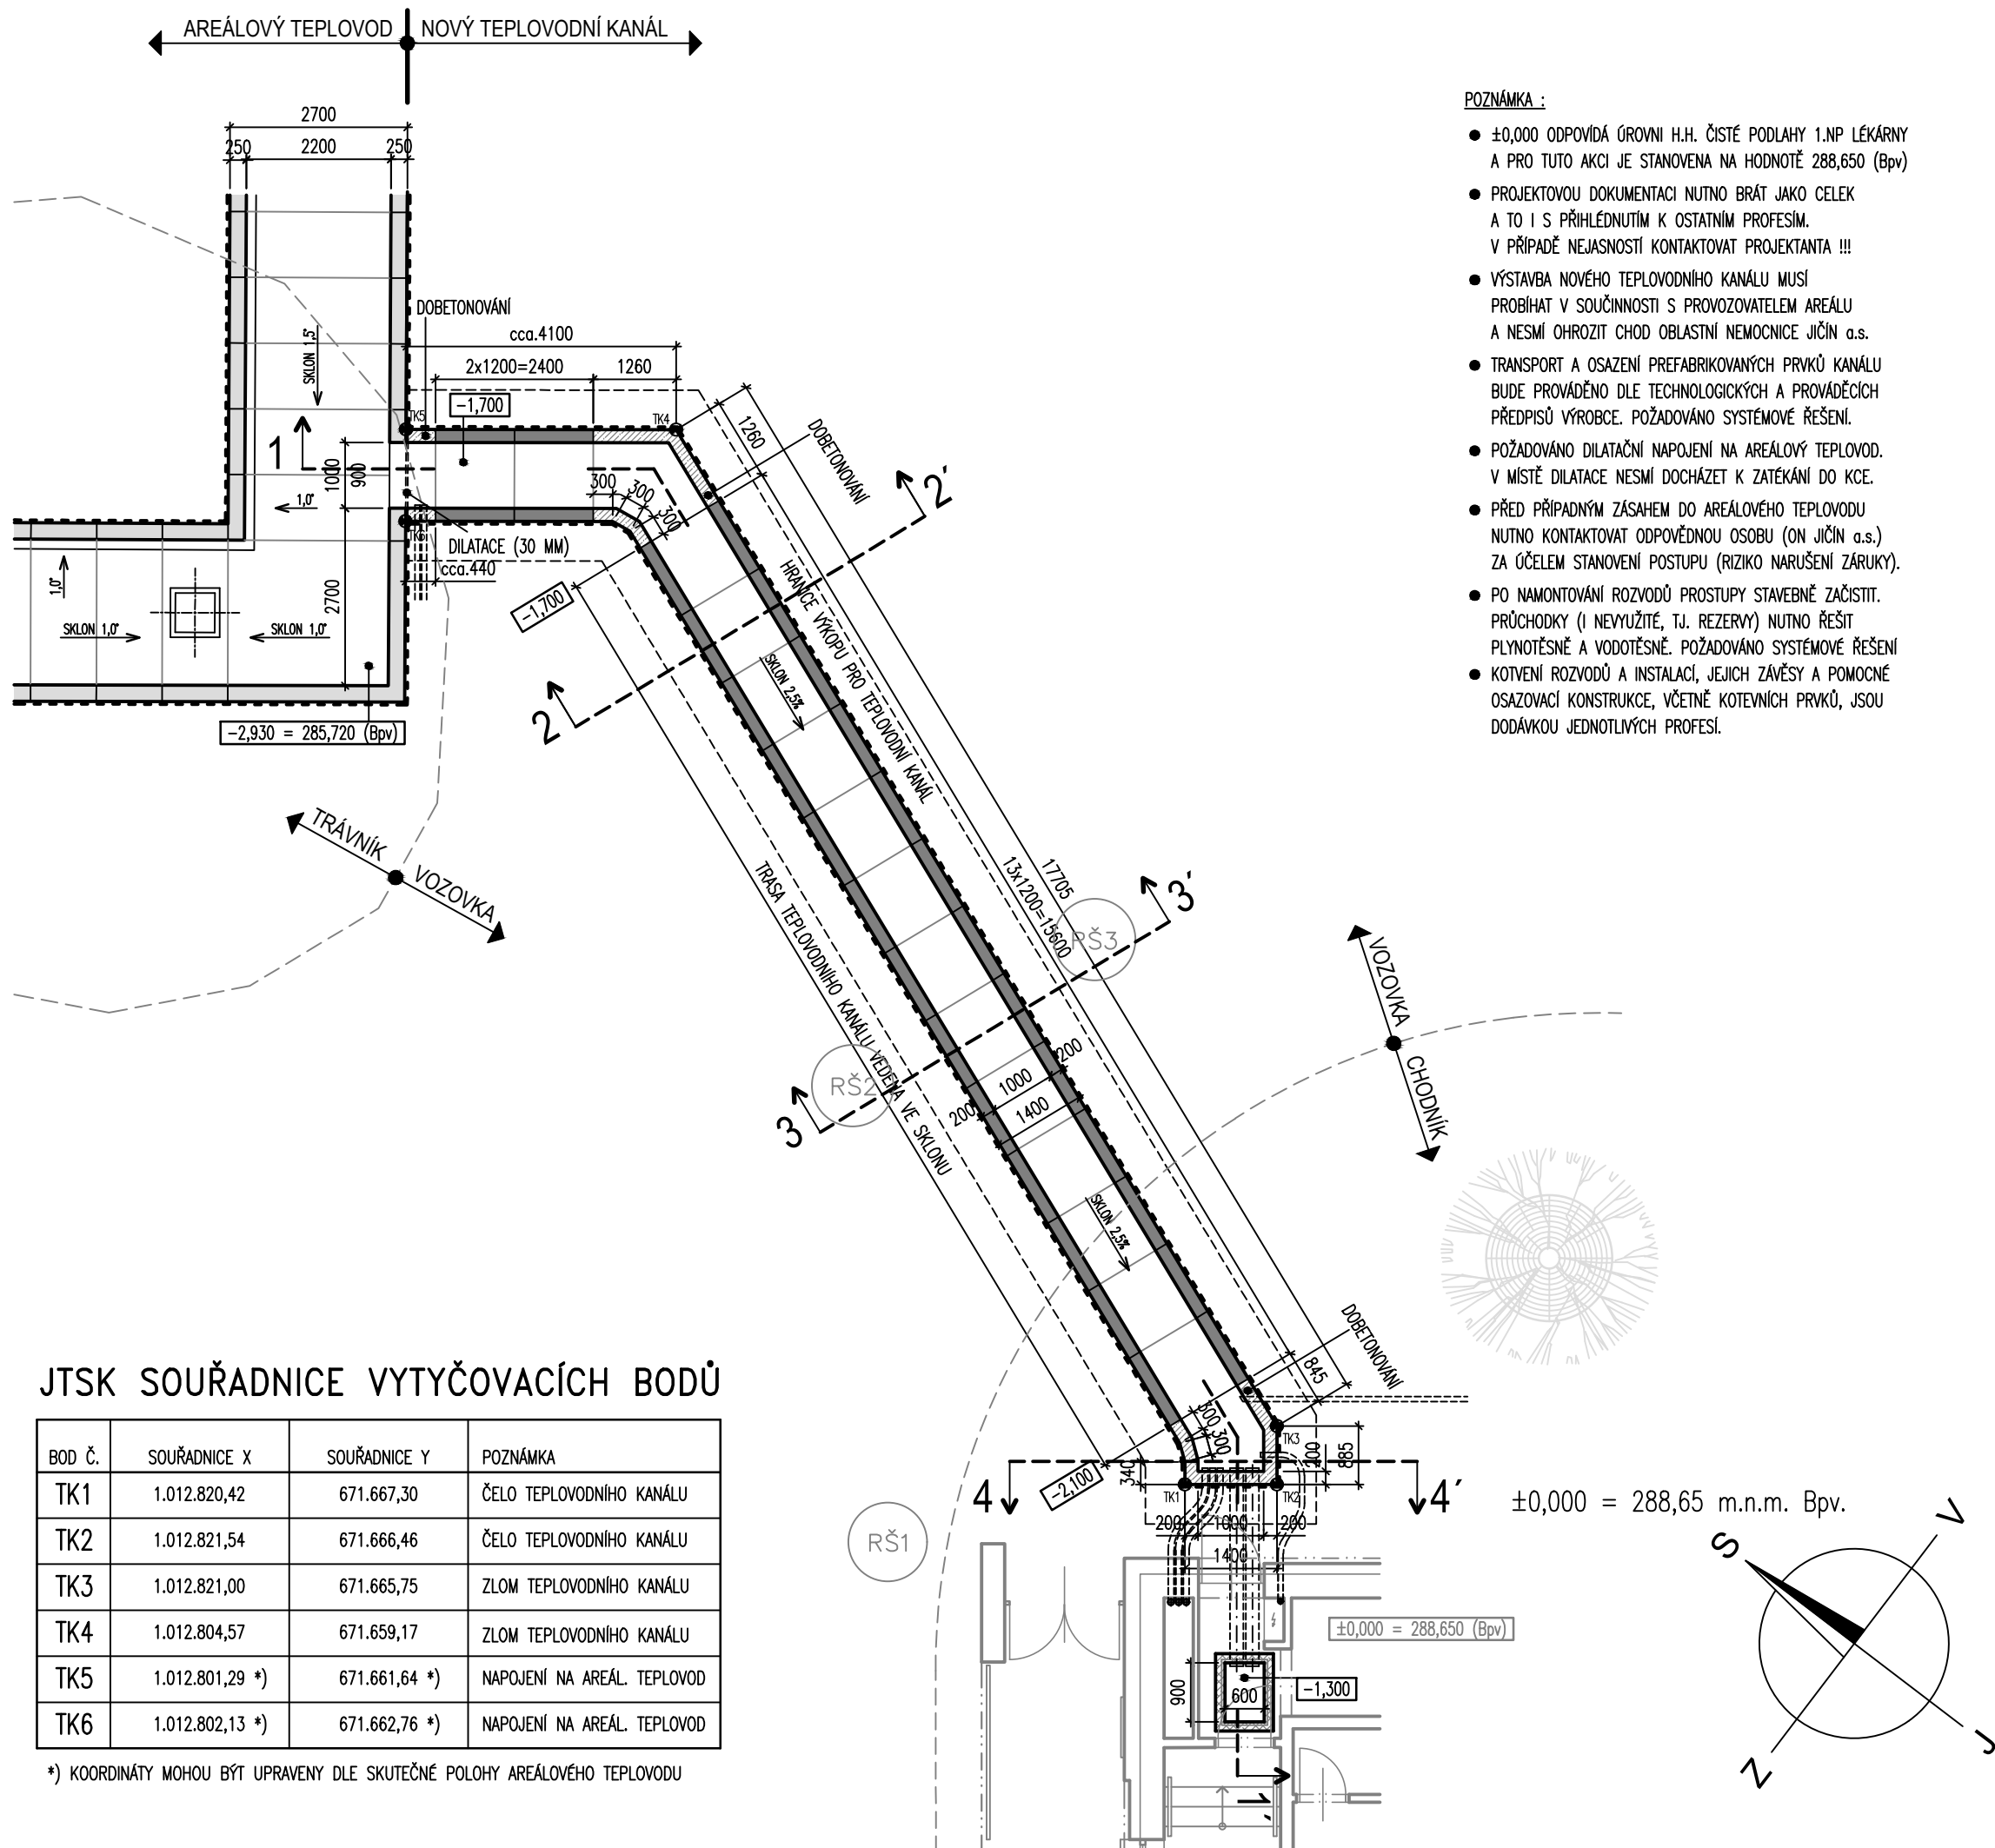 AREÁLOVÝ TEPLOVOD
NOVÝ TEPLOVODNÍ KANÁL
2700
250
2200
250
POZNÁMKA :
● ±0,000 ODPOVÍDÁ ÚROVNI H.H. ČISTÉ PODLAHY 1.NP LÉKÁRNY
A PRO TUTO AKCI JE STANOVENA NA HODNOTĚ 288,650 (Bpv)
● PROJEKTOVOU DOKUMENTACI NUTNO BRÁT JAKO CELEK
A TO I S PŘIHLÉDNUTÍM K OSTATNÍM PROFESÍM.
V PŘÍPADĚ NEJASNOSTÍ KONTAKTOVAT PROJEKTANTA !!!
● VÝSTAVBA NOVÉHO TEPLOVODNÍHO KANÁLU MUSÍ
PROBÍHAT V SOUČINNOSTI S PROVOZOVATELEM AREÁLU
A NESMÍ OHROZIT CHOD OBLASTNÍ NEMOCNICE JIČÍN a.s.
● TRANSPORT A OSAZENÍ PREFABRIKOVANÝCH PRVKŮ KANÁLU
BUDE PROVÁDĚNO DLE TECHNOLOGICKÝCH A PROVÁDĚCÍCH
PŘEDPISŮ VÝROBCE. POŽADOVÁNO SYSTÉMOVÉ ŘEŠENÍ.
● POŽADOVÁNO DILATAČNÍ NAPOJENÍ NA AREÁLOVÝ TEPLOVOD.
V MÍSTĚ DILATACE NESMÍ DOCHÁZET K ZATÉKÁNÍ DO KCE.
● PŘED PŘÍPADNÝM ZÁSAHEM DO AREÁLOVÉHO TEPLOVODU
NUTNO KONTAKTOVAT ODPOVĚDNOU OSOBU (ON JIČÍN a.s.)
ZA ÚČELEM STANOVENÍ POSTUPU (RIZIKO NARUŠENÍ ZÁRUKY).
● PO NAMONTOVÁNÍ ROZVODŮ PROSTUPY STAVEBNĚ ZAČISTIT.
PRŮCHODKY (I NEVYUŽITÉ, TJ. REZERVY) NUTNO ŘEŠIT
PLYNOTĚSNĚ A VODOTĚSNĚ. POŽADOVÁNO SYSTÉMOVÉ ŘEŠENÍ
● KOTVENÍ ROZVODŮ A INSTALACÍ, JEJICH ZÁVĚSY A POMOCNÉ
OSAZOVACÍ KONSTRUKCE, VČETNĚ KOTEVNÍCH PRVKŮ, JSOU
DODÁVKOU JEDNOTLIVÝCH PROFESÍ.
DOBETONOVÁNÍ
cca.4100
2x1200=2400
1260
-1,700
TK5
TK4
SKLON 1,5°
1
1000
900
1,0°
300
300
300
1260
DOBETONOVÁNÍ
2´
TK6
DILATACE (30 MM)
cca.440
1,0°
SKLON 1,0°
SKLON 1,0°
2700
-1,700
-2,930 = 285,720 (Bpv)
2
HRANICE VÝKOPU PRO TEPLOVODNÍ KANÁL
SKLON 2,5%
TRÁVNÍK
VOZOVKA
TRASA TEPLOVODNÍHO KANÁLU VEDENA VE SKLONU
17705
13x1200=15600
3´
RŠ3
RŠ2
3
200
1000
200
1400
VOZOVKA
CHODNÍK
SKLON 2,5%
DOBETONOVÁNÍ
845
300
300
TK3
200
885
340
4
-2,100
4´
TK1
TK2
200
1000
200
1400
RŠ1
±0,000 = 288,65 m.n.m. Bpv.
±0,000 = 288,650 (Bpv)
900
600
-1,300
1´
S
V
Z
J
JTSK SOUŘADNICE VYTYČOVACÍCH BODŮ
BOD Č. SOUŘADNICE X SOUŘADNICE Y POZNÁMKA
TK1 1.012.820,42 671.667,30 ČELO TEPLOVODNÍHO KANÁLU
TK2 1.012.821,54 671.666,46 ČELO TEPLOVODNÍHO KANÁLU
TK3 1.012.821,00 671.665,75 ZLOM TEPLOVODNÍHO KANÁLU
TK4 1.012.804,57 671.659,17 ZLOM TEPLOVODNÍHO KANÁLU
TK5 1.012.801,29 *) 671.661,64 *) NAPOJENÍ NA AREÁL. TEPLOVOD
TK6 1.012.802,13 *) 671.662,76 *) NAPOJENÍ NA AREÁL. TEPLOVOD
*) KOORDINÁTY MOHOU BÝT UPRAVENY DLE SKUTEČNÉ POLOHY AREÁLOVÉHO TEPLOVODU